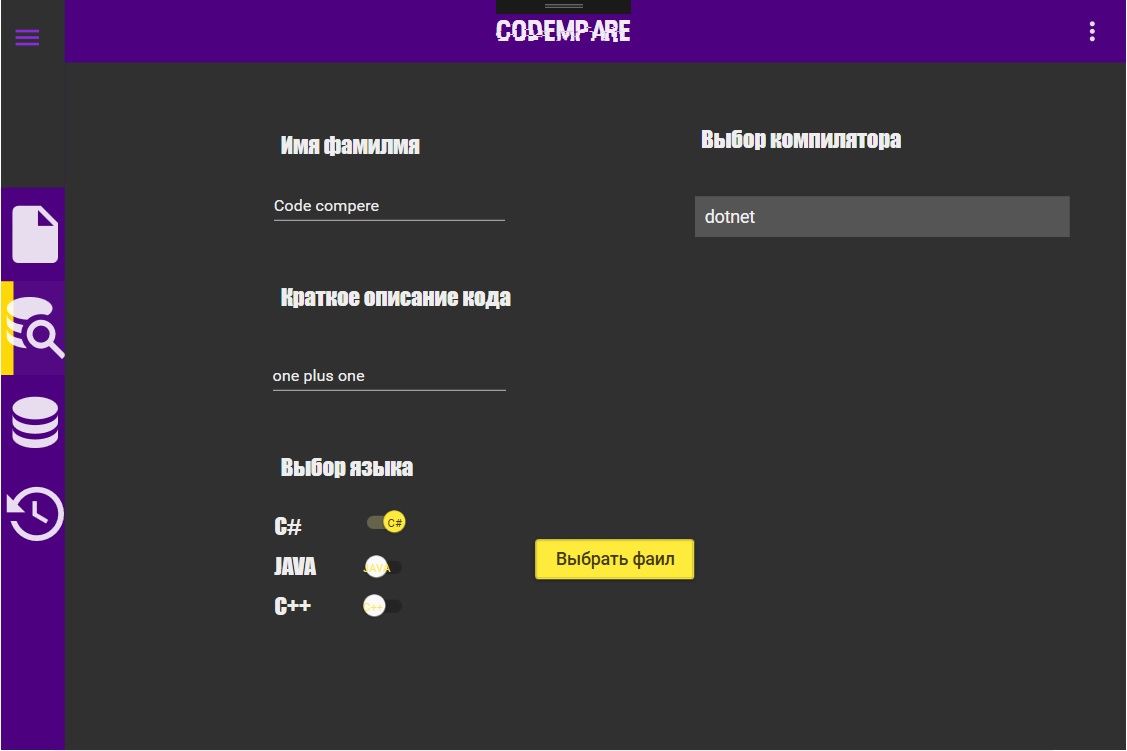 CODEMPARE
Имя фамилмя
Выбор компилятора
Code compere
dotnet
Краткое описание кода
one plus one
Выбор языка
C# C#
JAVA JAVA
C++ C++
Выбрать фаил